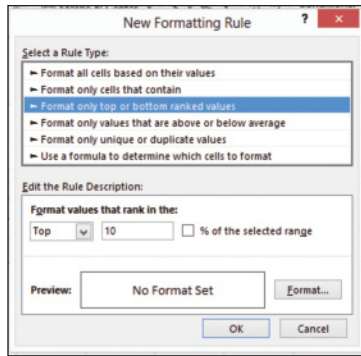 New Formatting Rule
?
×
Select a Rule Type:
► Format all cells based on their values
► Format only cells that contain
► Format only top or bottom ranked values
► Format only values that are above or below average
► Format only unique or duplicate values
► Use a formula to determine which cells to format
Edit the Rule Description:
Format values that rank in the:
Top 10 % of the selected range
Preview: No Format Set Format...
OK Cancel